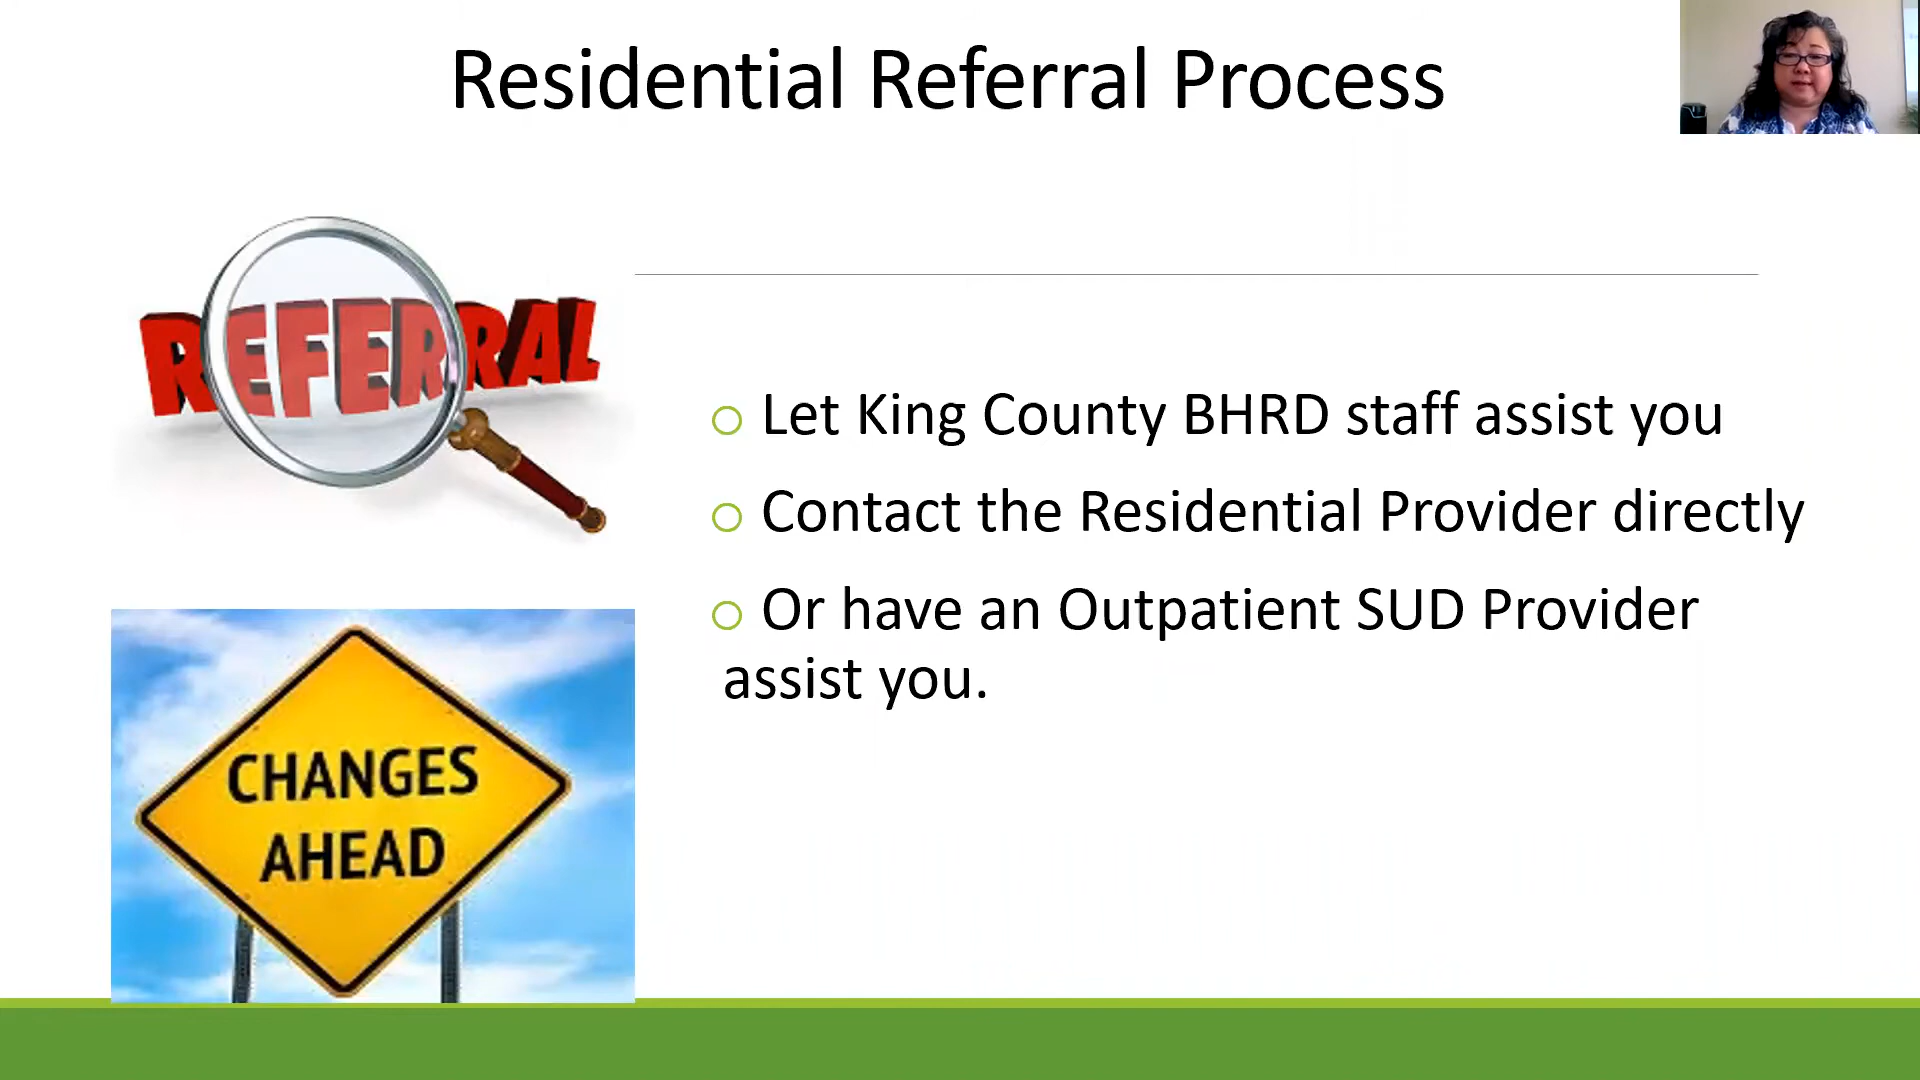 Residential Referral Process
REFERRAL
Let King County BHRD staff assist you
Contact the Residential Provider directly
Or have an Outpatient SUD Provider
assist you.
CHANGES
AHEAD